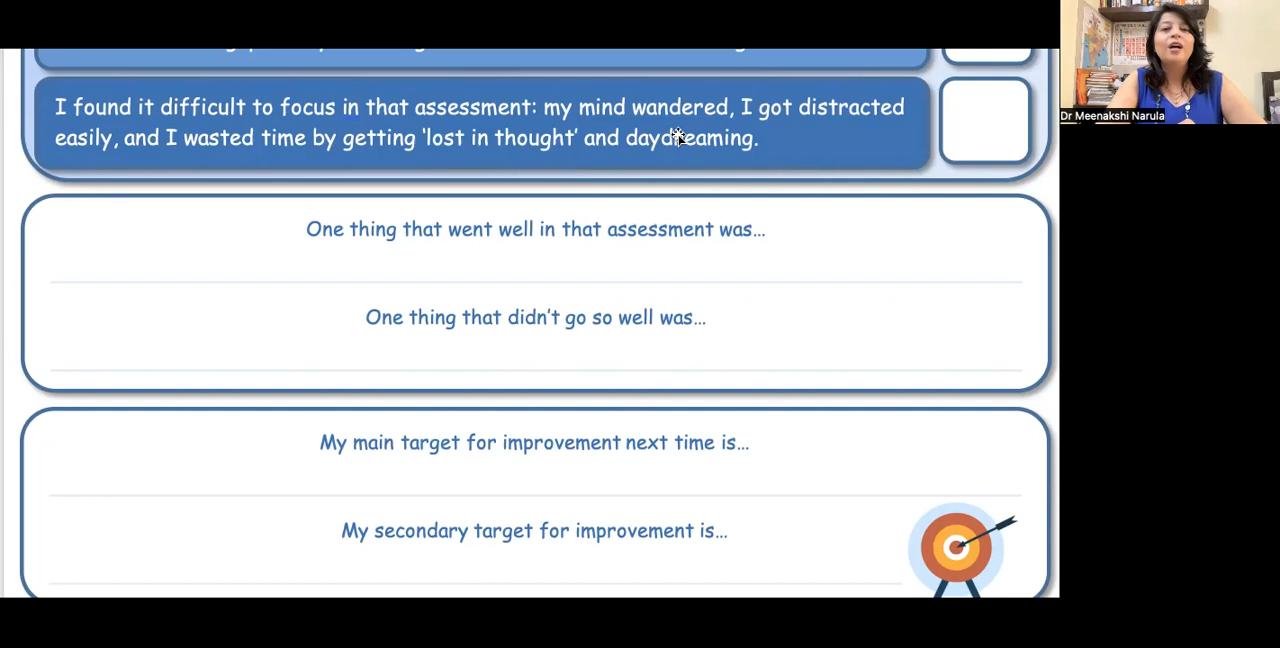 I found it difficult to focus in that assessment: my mind wandered, I got distracted
easily, and I wasted time by getting ‘lost in thought’ and daydreaming.
One thing that went well in that assessment was...
One thing that didn’t go so well was...
My main target for improvement next time is...
My secondary target for improvement is...
Dr Meenakshi Narula